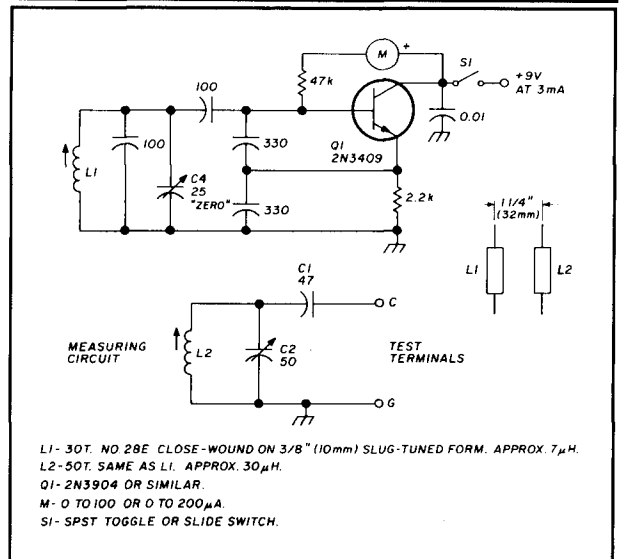 M +
S1
+9V
AT 3mA
47k
100
0.01
100
330
Q1
2N3409
L1
C4
25
"ZERO"
330
2.2k
1 1/4"
(32mm)
L1
L2
C1
47
C
MEASURING
CIRCUIT
L2
C2
50
TEST
TERMINALS
G
L1- 30T. NO. 28E CLOSE-WOUND ON 3/8" (10mm) SLUG-TUNED FORM. APPROX. 7µH.
L2- 50T. SAME AS L1. APPROX. 30µH.
Q1- 2N3904 OR SIMILAR.
M- 0 TO 100 OR 0 TO 200µA.
S1- SPST TOGGLE OR SLIDE SWITCH.